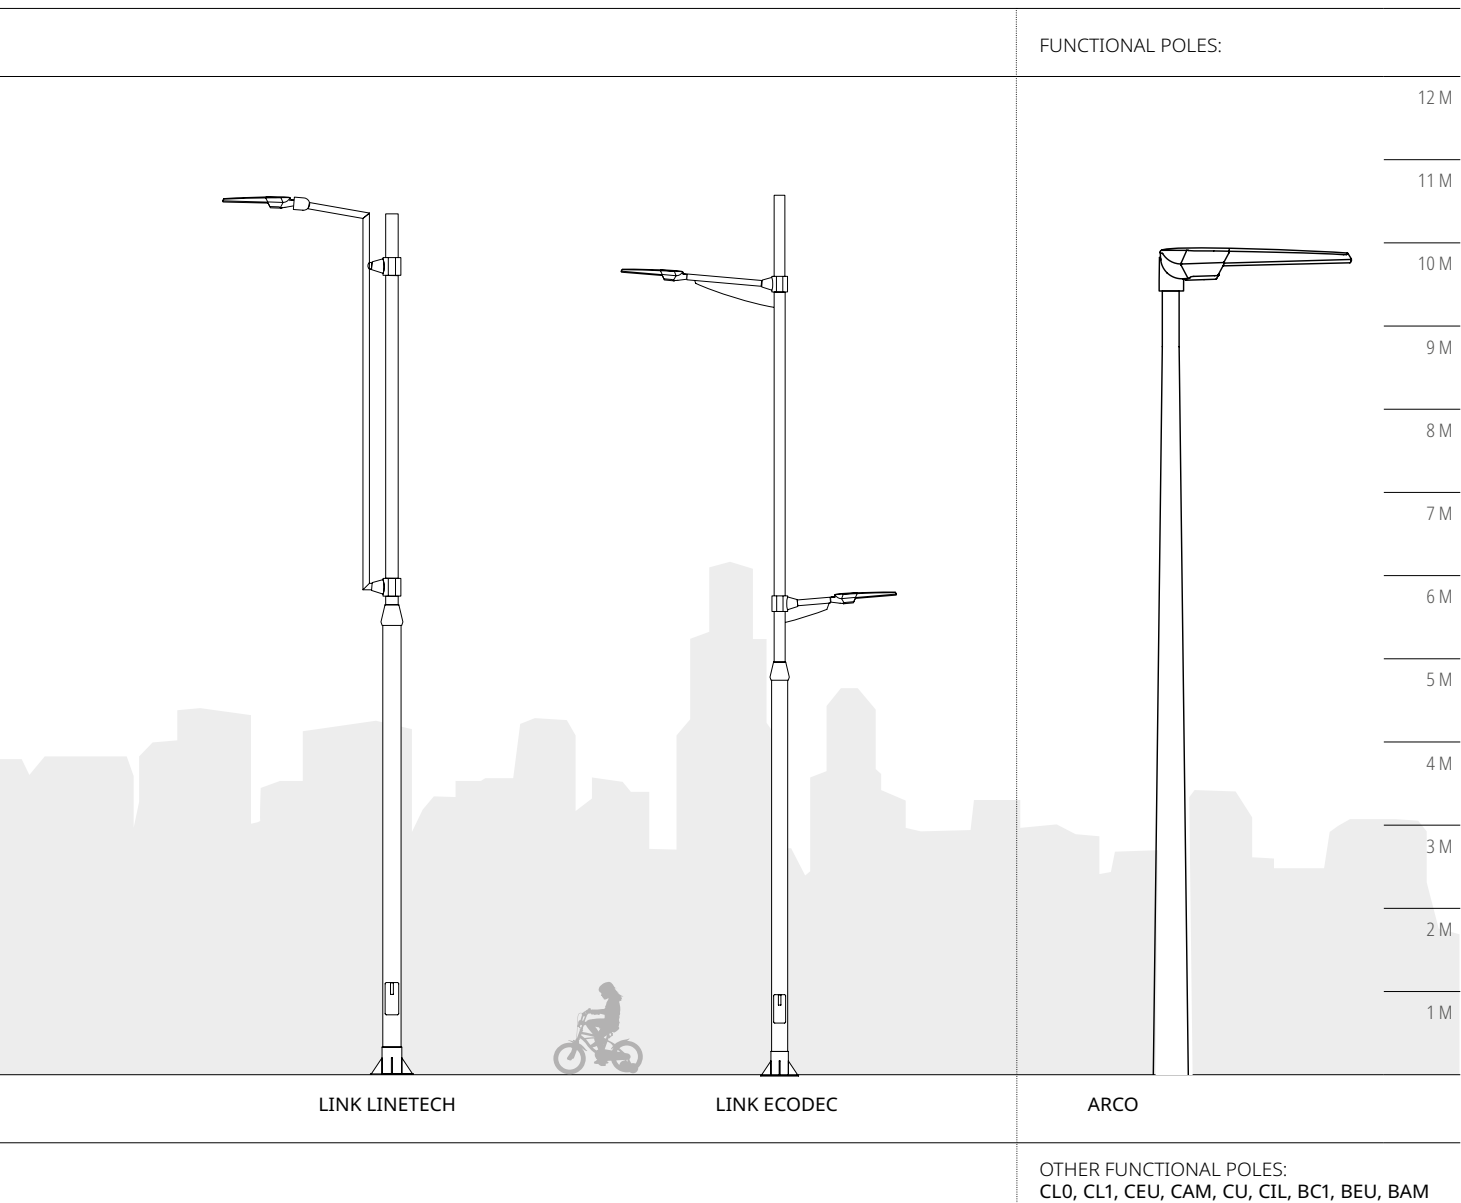 FUNCTIONAL POLES:
12 M
11 M
10 M
9 M
8 M
7 M
6 M
5 M
4 M
3 M
2 M
1 M
LINK LINETECH
LINK ECODEC
ARCO
OTHER FUNCTIONAL POLES:
CL0, CL1, CEU, CAM, CU, CIL, BC1, BEU, BAM